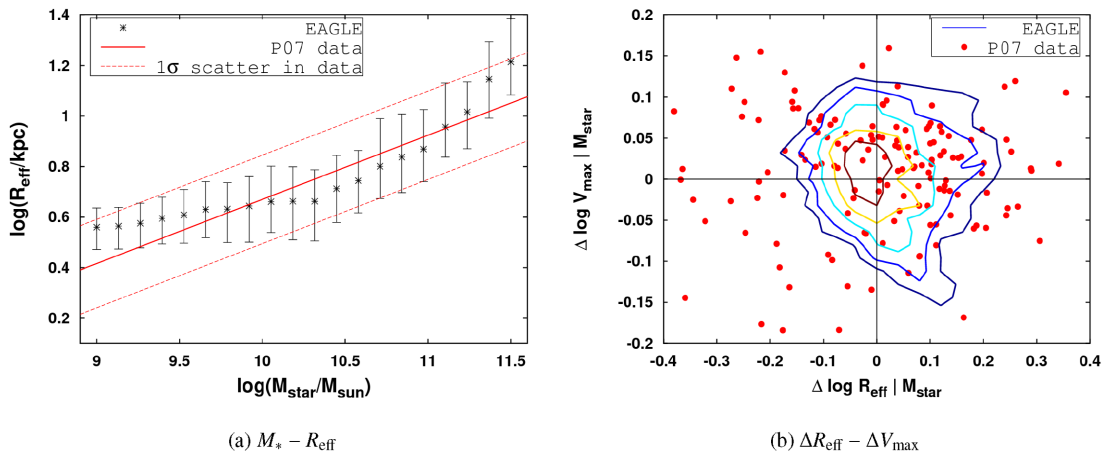 EAGLE
P07 data
1σ scatter in data
log(R_eff/kpc)
1.4
1.2
1
0.8
0.6
0.4
0.2
9
9.5
10
10.5
11
11.5
log(M_star/M_sun)
(a) M_* − R_eff
EAGLE
P07 data
Δ log V_max | M_star
0.2
0.15
0.1
0.05
0
-0.05
-0.1
-0.15
-0.2
-0.4
-0.3
-0.2
-0.1
0
0.1
0.2
0.3
0.4
Δ log R_eff | M_star
(b) ΔR_eff − ΔV_max